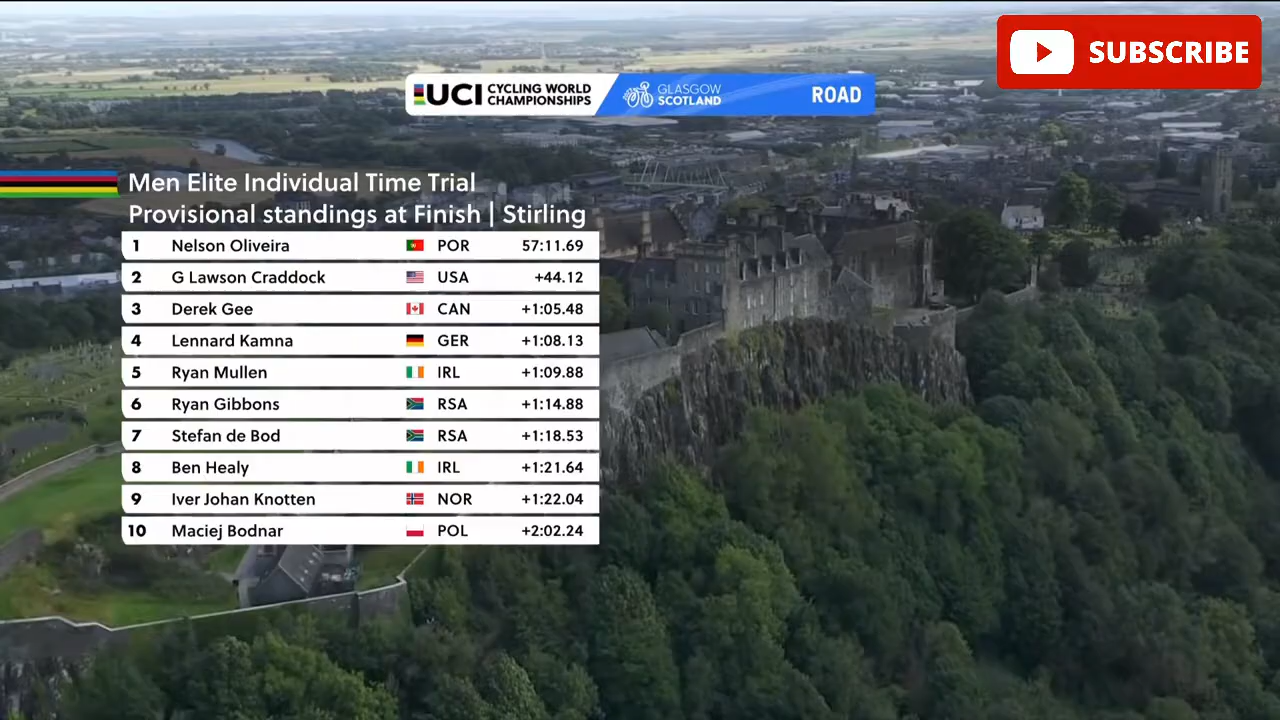 SUBSCRIBE
UCI CYCLING WORLD CHAMPIONSHIPS GLASGOW SCOTLAND ROAD
Men Elite Individual Time Trial
Provisional standings at Finish | Stirling
1 Nelson Oliveira POR 57:11.69
2 G Lawson Craddock USA +44.12
3 Derek Gee CAN +1:05.48
4 Lennard Kamna GER +1:08.13
5 Ryan Mullen IRL +1:09.88
6 Ryan Gibbons RSA +1:14.88
7 Stefan de Bod RSA +1:18.53
8 Ben Healy IRL +1:21.64
9 Iver Johan Knotten NOR +1:22.04
10 Maciej Bodnar POL +2:02.24